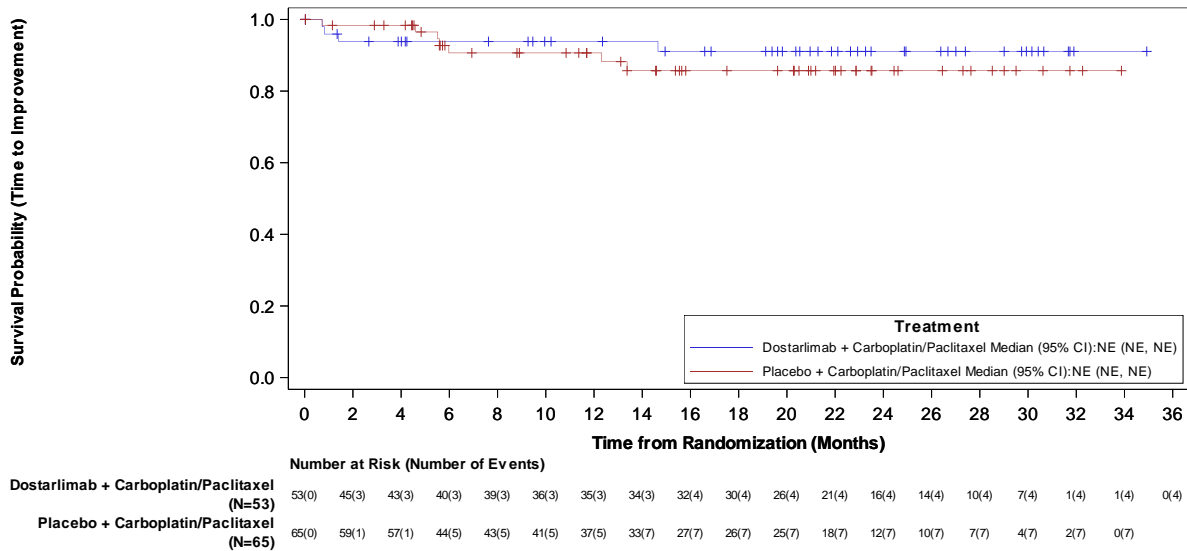 Survival Probability (Time to Improvement)
1.0
0.8
0.6
0.4
0.2
0.0
Treatment
Dostarlimab + Carboplatin/Paclitaxel Median (95% CI):NE (NE, NE)
Placebo + Carboplatin/Paclitaxel Median (95% CI):NE (NE, NE)
0 2 4 6 8 10 12 14 16 18 20 22 24 26 28 30 32 34 36
Time from Randomization (Months)
Number at Risk (Number of Events)
Dostarlimab + Carboplatin/Paclitaxel
(N=53)
53(0) 45(3) 43(3) 40(3) 39(3) 36(3) 35(3) 34(3) 32(4) 30(4) 26(4) 21(4) 16(4) 14(4) 10(4) 7(4) 1(4) 1(4) 0(4)
Placebo + Carboplatin/Paclitaxel
(N=65)
65(0) 59(1) 57(1) 44(5) 43(5) 41(5) 37(5) 33(7) 27(7) 26(7) 25(7) 18(7) 12(7) 10(7) 7(7) 4(7) 2(7) 0(7)